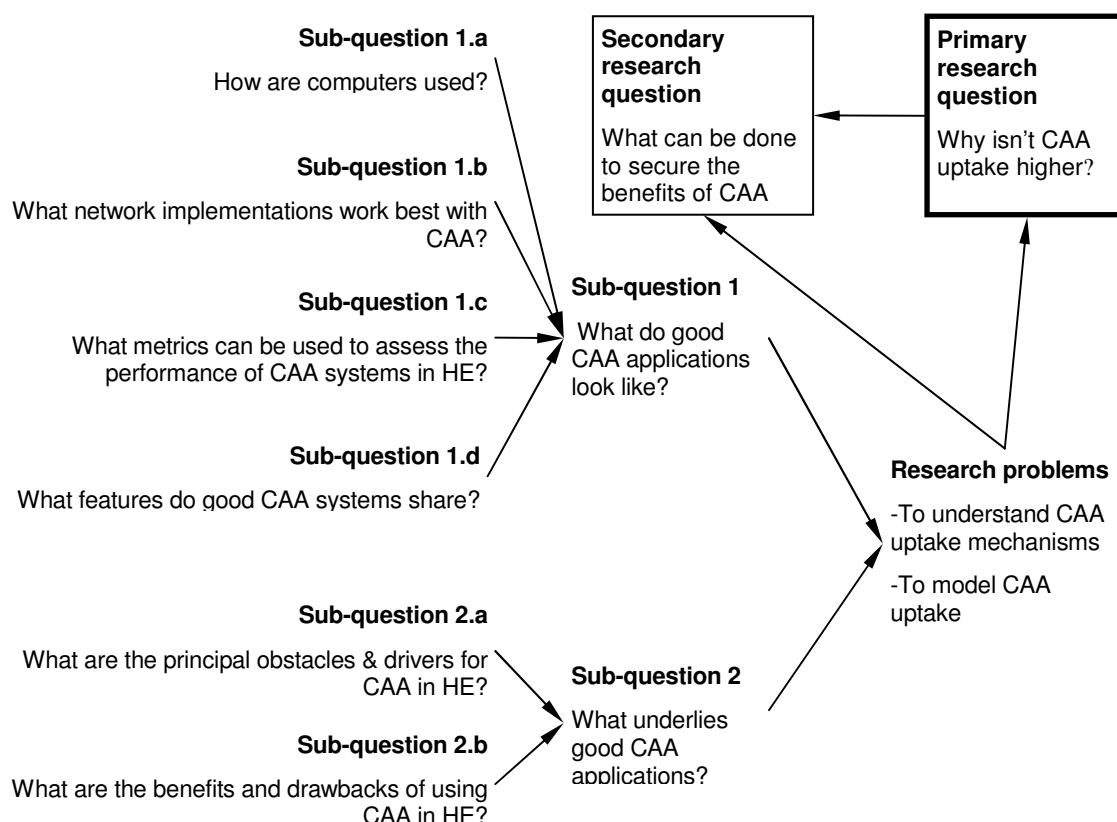 Sub-question 1.a
How are computers used?
Sub-question 1.b
What network implementations work best with
CAA?
Sub-question 1.c
What metrics can be used to assess the
performance of CAA systems in HE?
Sub-question 1.d
What features do good CAA systems share?
Sub-question 2.a
What are the principal obstacles & drivers for
CAA in HE?
Sub-question 2.b
What are the benefits and drawbacks of using
CAA in HE?
Sub-question 1
What do good
CAA applications
look like?
Sub-question 2
What underlies
good CAA
applications?
Secondary
research
question
What can be done
to secure the
benefits of CAA
Primary
research
question
Why isn't CAA
uptake higher?
Research problems
-To understand CAA
uptake mechanisms
-To model CAA
uptake